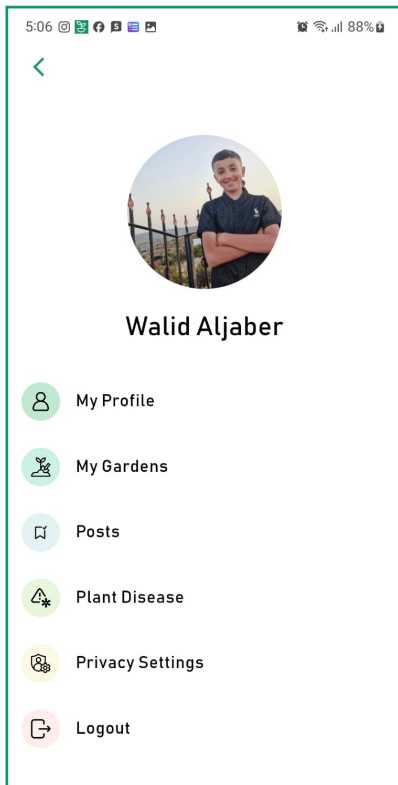 5:06 88%
Walid Aljaber
My Profile
My Gardens
Posts
Plant Disease
Privacy Settings
Logout